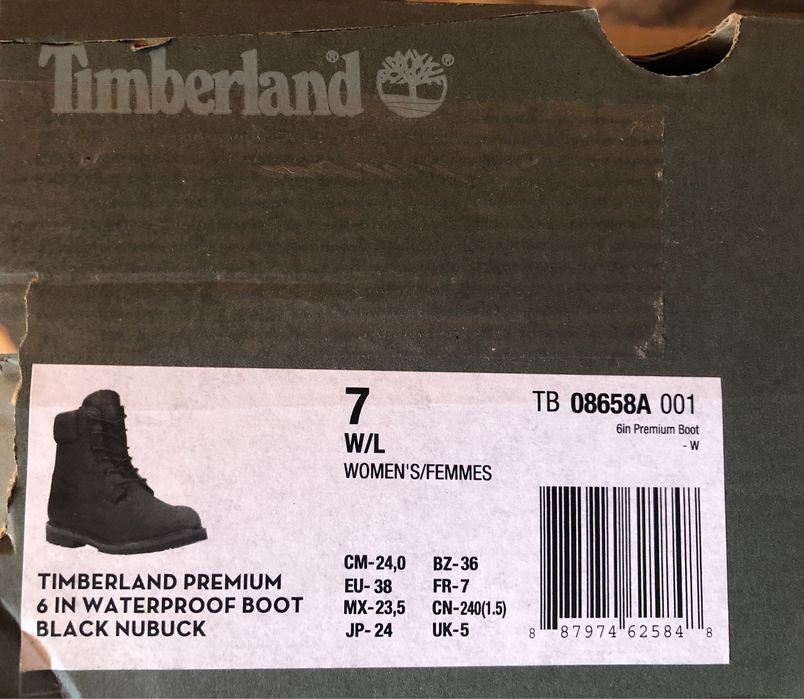 Timberland® ®
7
W/L
WOMEN'S/FEMMES
TB 08658A 001
6in Premium Boot
- W
TIMBERLAND PREMIUM
6 IN WATERPROOF BOOT
BLACK NUBUCK
CM-24,0 BZ-36
EU- 38 FR-7
MX-23,5 CN-240(1.5)
JP- 24 UK-5
8 87974 62584 8